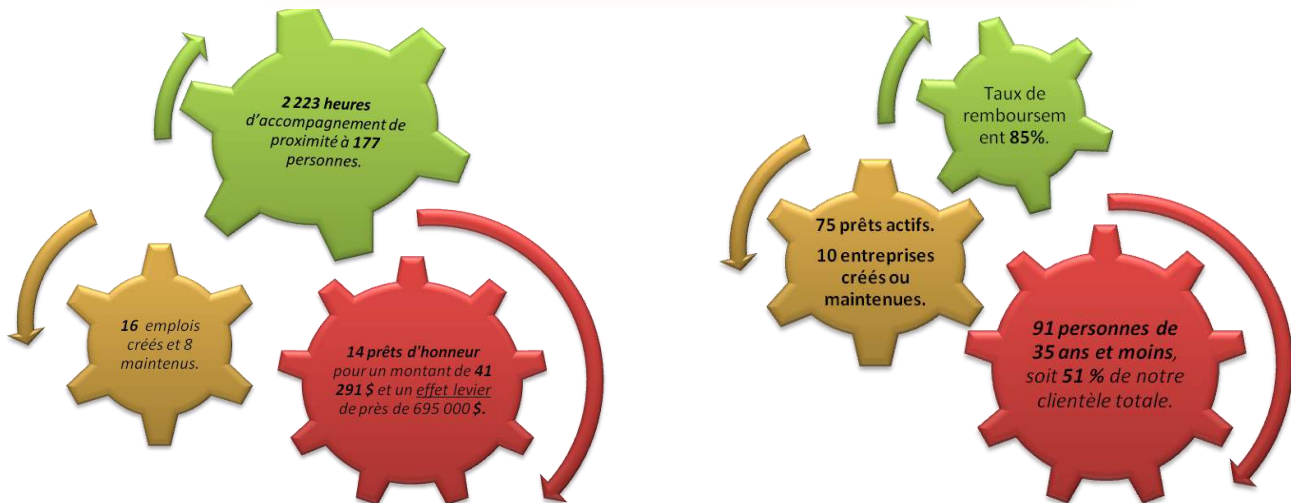 2 223 heures
d'accompagnement de
proximité à 177
personnes.
16 emplois
créés et 8
maintenus.
14 prêts d'honneur
pour un montant de 41
291 $ et un effet levier
de près de 695 000 $.
Taux de
remboursem
ent 85%.
75 prêts actifs.
10 entreprises
créés ou
maintenues.
91 personnes de
35 ans et moins,
soit 51 % de notre
clientèle totale.